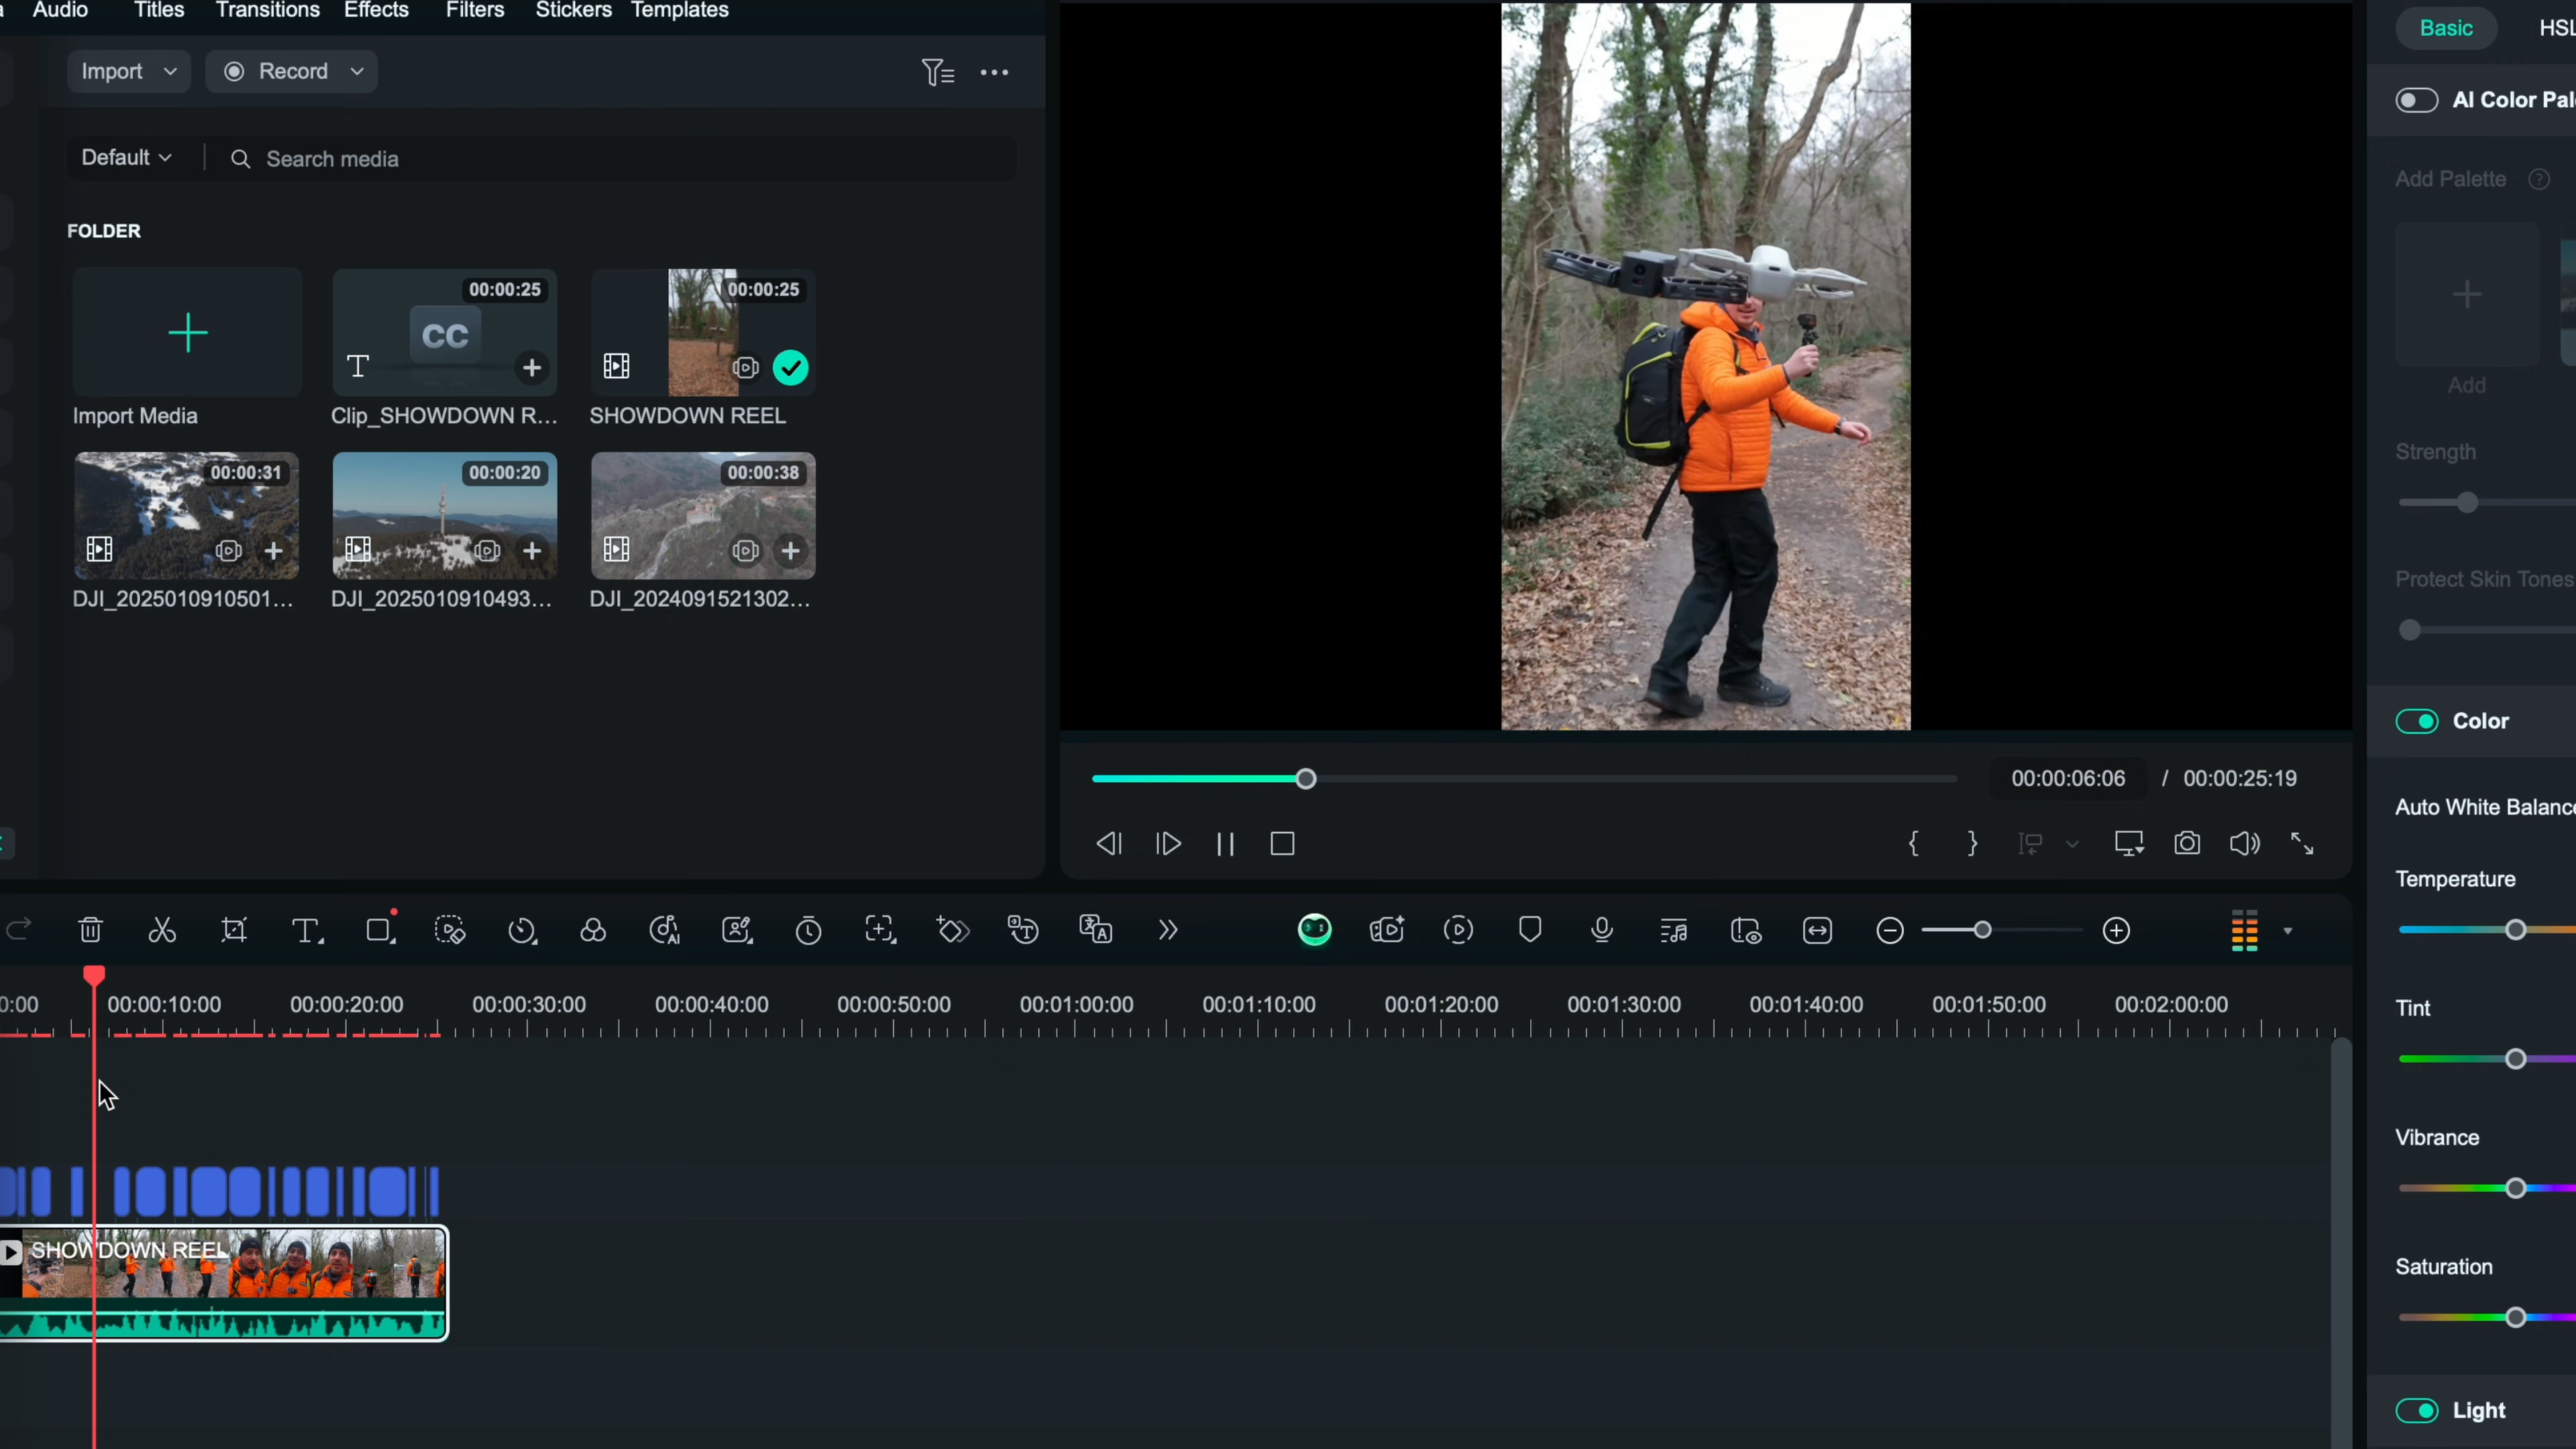 Audio Titles Transitions Effects Filters Stickers Templates
Import Record
Default Search media
FOLDER
00:00:25
CC
T
Import Media
Clip_SHOWDOWN R...
00:00:25
SHOWDOWN REEL
00:00:31
DJI_2025010910501...
00:00:20
DJI_2025010910493...
00:00:38
DJI_2024091521302...
00:00:06:06 / 00:00:25:19
0:00 00:00:10:00 00:00:20:00 00:00:30:00 00:00:40:00 00:00:50:00 00:01:00:00 00:01:10:00 00:01:20:00 00:01:30:00 00:01:40:00 00:01:50:00 00:02:00:00
SHOWDOWN REEL
Basic HSL
AI Color Pal
Add Palette ?
Add
Strength
Protect Skin Tones
Color
Auto White Balance
Temperature
Tint
Vibrance
Saturation
Light